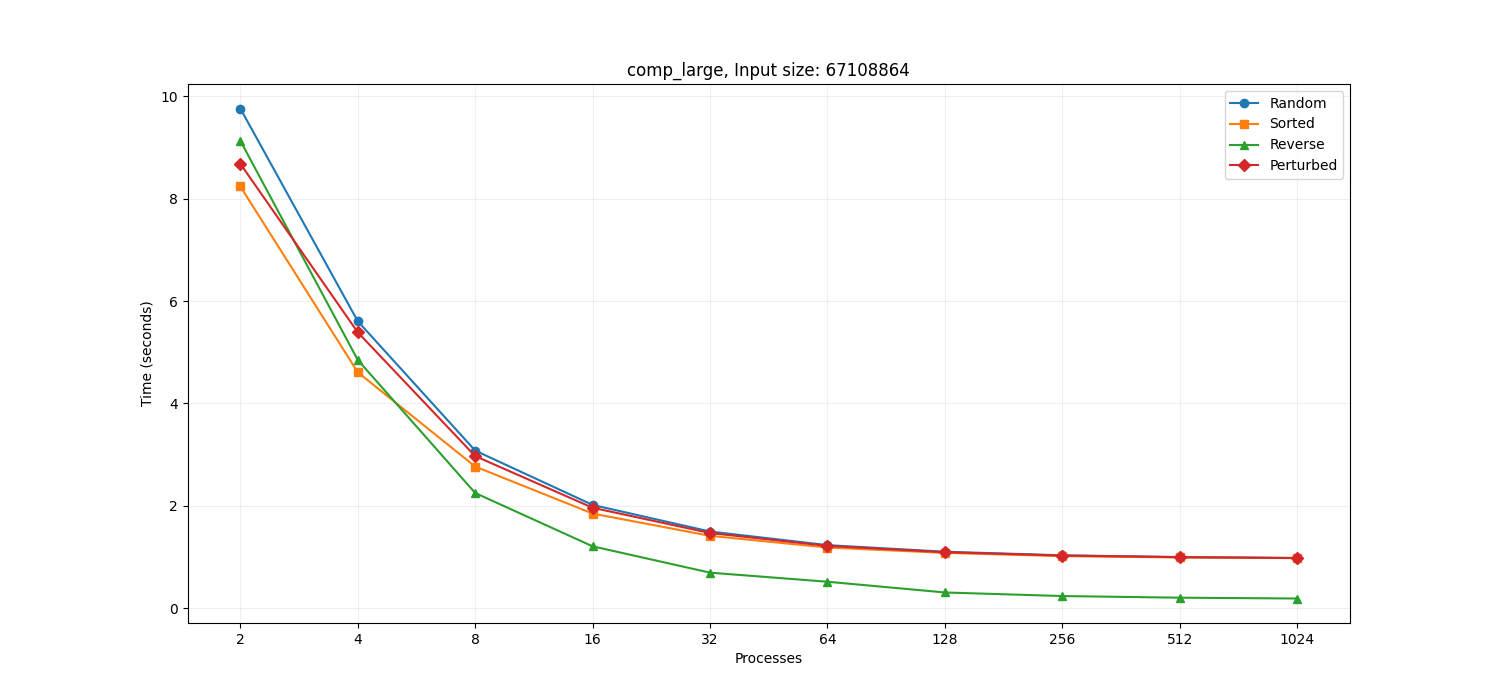 comp_large, Input size: 67108864
10
8
6
4
2
0
Time (seconds)
Random
Sorted
Reverse
Perturbed
2 4 8 16 32 64 128 256 512 1024
Processes